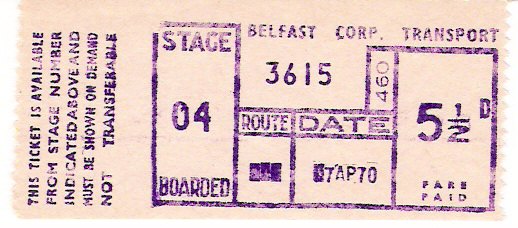 THIS TICKET IS AVAILABLE
FROM STAGE NUMBER
INDICATED ABOVE AND
MUST BE SHOWN ON DEMAND
NOT TRANSFERABLE
STAGE
04
BOARDED
BELFAST CORP. TRANSPORT
3615
460
ROUTE
DATE
7AP70
5½D
FARE
PAID